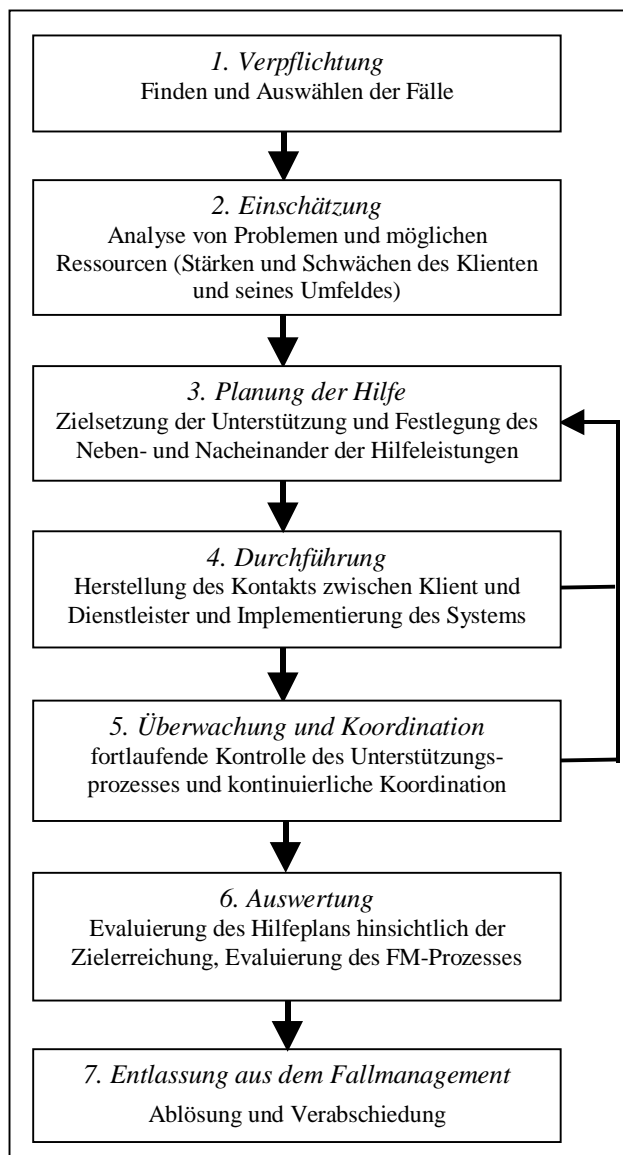 1. Verpflichtung
Finden und Auswählen der Fälle
2. Einschätzung
Analyse von Problemen und möglichen
Ressourcen (Stärken und Schwächen des Klienten
und seines Umfeldes)
3. Planung der Hilfe
Zielsetzung der Unterstützung und Festlegung des
Neben- und Nacheinander der Hilfeleistungen
4. Durchführung
Herstellung des Kontakts zwischen Klient und
Dienstleister und Implementierung des Systems
5. Überwachung und Koordination
fortlaufende Kontrolle des Unterstützungs-
prozesses und kontinuierliche Koordination
6. Auswertung
Evaluierung des Hilfeplans hinsichtlich der
Zielerreichung, Evaluierung des FM-Prozesses
7. Entlassung aus dem Fallmanagement
Ablösung und Verabschiedung